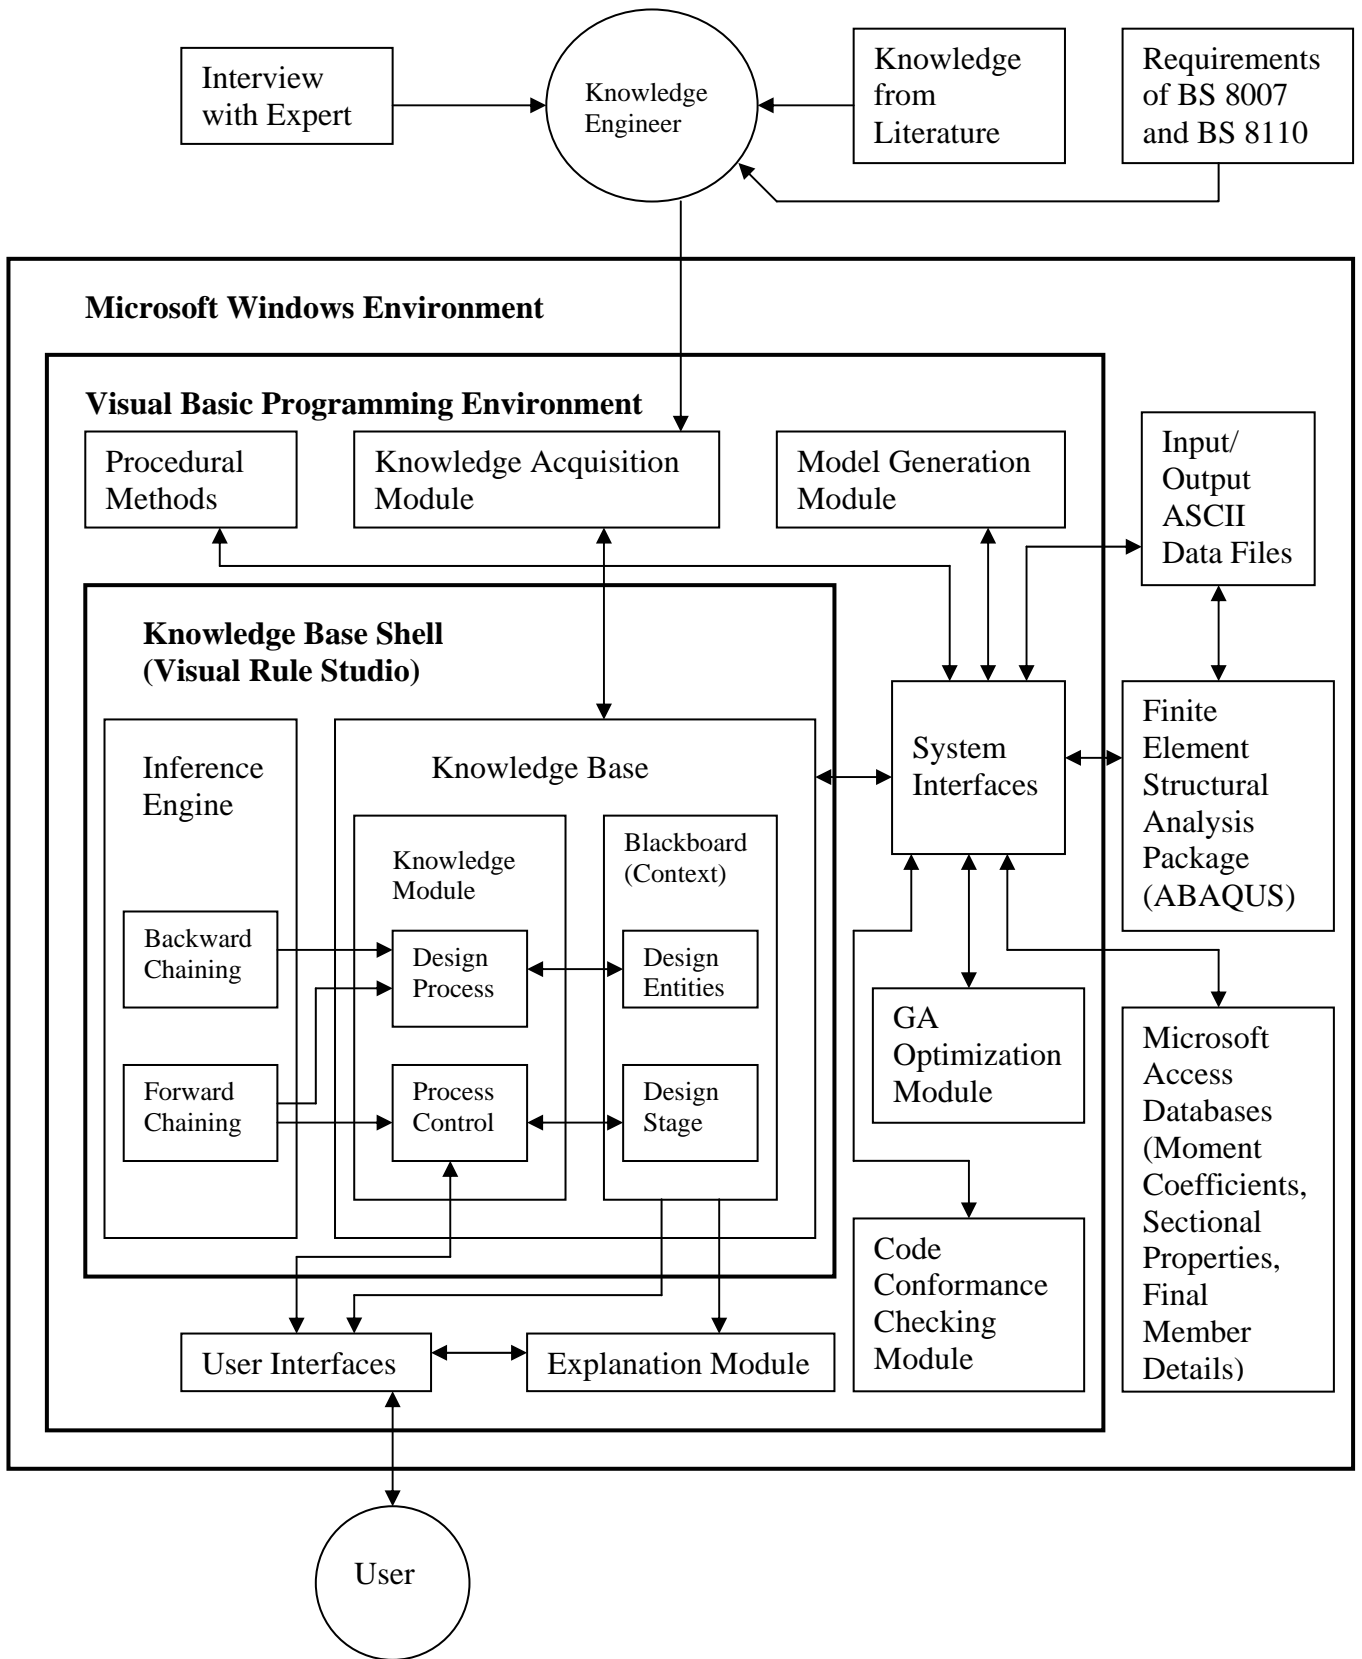 Interview
with Expert
Knowledge
Engineer
Knowledge
from
Literature
Requirements
of BS 8007
and BS 8110
Microsoft Windows Environment
Visual Basic Programming Environment
Procedural
Methods
Knowledge Acquisition
Module
Model Generation
Module
Input/
Output
ASCII
Data Files
Knowledge Base Shell
(Visual Rule Studio)
Inference
Engine
Knowledge Base
System
Interfaces
Finite
Element
Structural
Analysis
Package
(ABAQUS)
Knowledge
Module
Blackboard
(Context)
Backward
Chaining
Design
Process
Design
Entities
Forward
Chaining
Process
Control
Design
Stage
GA
Optimization
Module
Microsoft
Access
Databases
(Moment
Coefficients,
Sectional
Properties,
Final
Member
Details)
Code
Conformance
Checking
Module
User Interfaces
Explanation Module
User